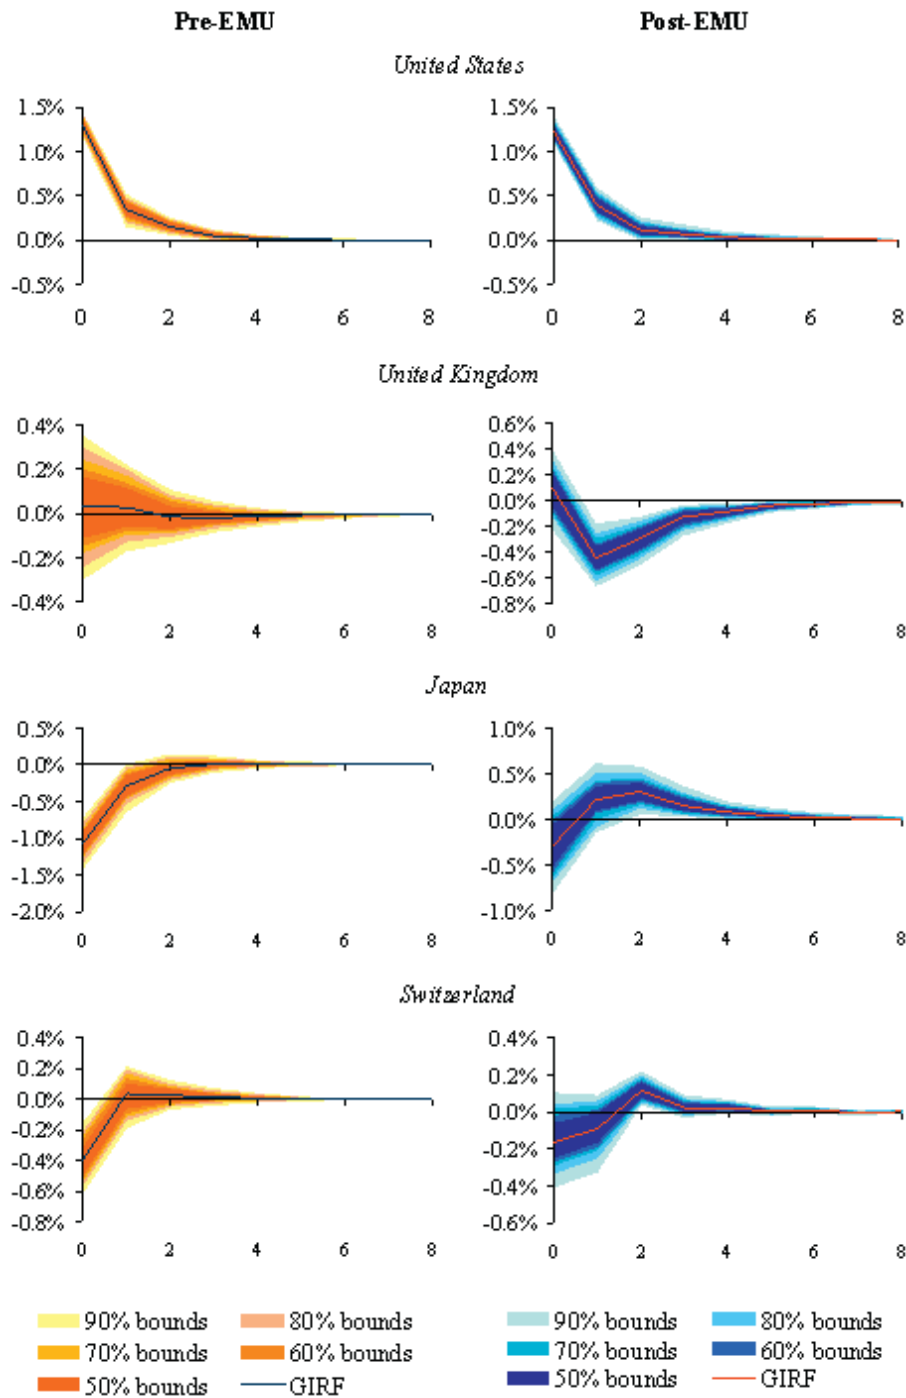 Pre-EMU Post-EMU
United States
1.5% 1.5%
1.0% 1.0%
0.5% 0.5%
0.0% 0.0%
-0.5% -0.5%
0 2 4 6 8 0 2 4 6 8
United Kingdom
0.4% 0.6%
0.2% 0.4%
0.0% 0.2%
-0.2% 0.0%
-0.4% -0.2%
-0.4%
-0.6%
-0.8%
0 2 4 6 8 0 2 4 6 8
Japan
0.5% 1.0%
0.0% 0.5%
-0.5% 0.0%
-1.0% -0.5%
-1.5% -1.0%
-2.0%
0 2 4 6 8 0 2 4 6 8
Switzerland
0.4% 0.4%
0.2% 0.2%
0.0% 0.0%
-0.2% -0.2%
-0.4% -0.4%
-0.6% -0.6%
-0.8%
0 2 4 6 8 0 2 4 6 8
90% bounds 80% bounds 90% bounds 80% bounds
70% bounds 60% bounds 70% bounds 60% bounds
50% bounds GIRF 50% bounds GIRF